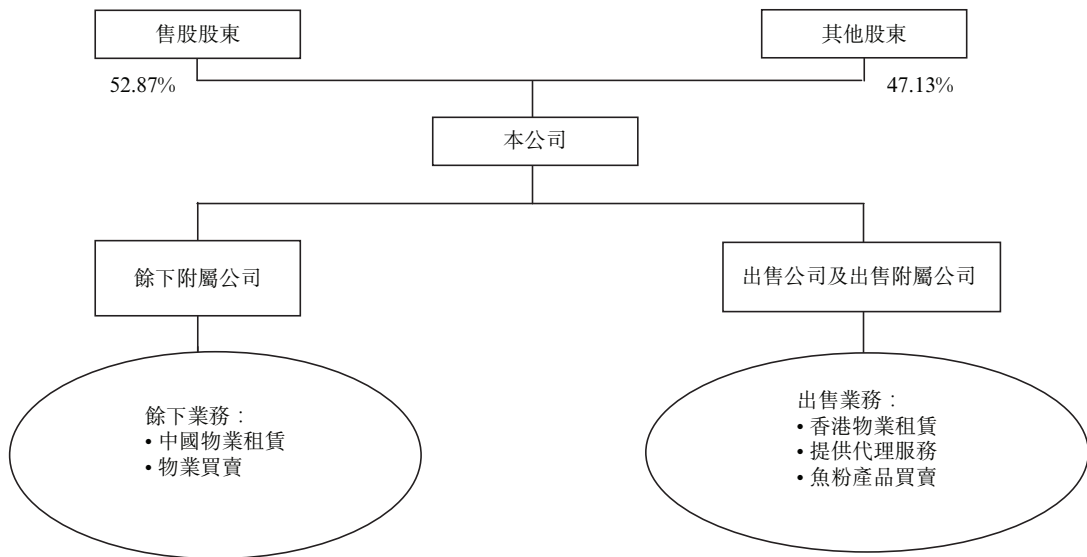 售股股東
其他股東
52.87%
47.13%
本公司
餘下附屬公司
出售公司及出售附屬公司
餘下業務：
• 中國物業租賃
• 物業買賣
出售業務：
• 香港物業租賃
• 提供代理服務
• 魚粉產品買賣